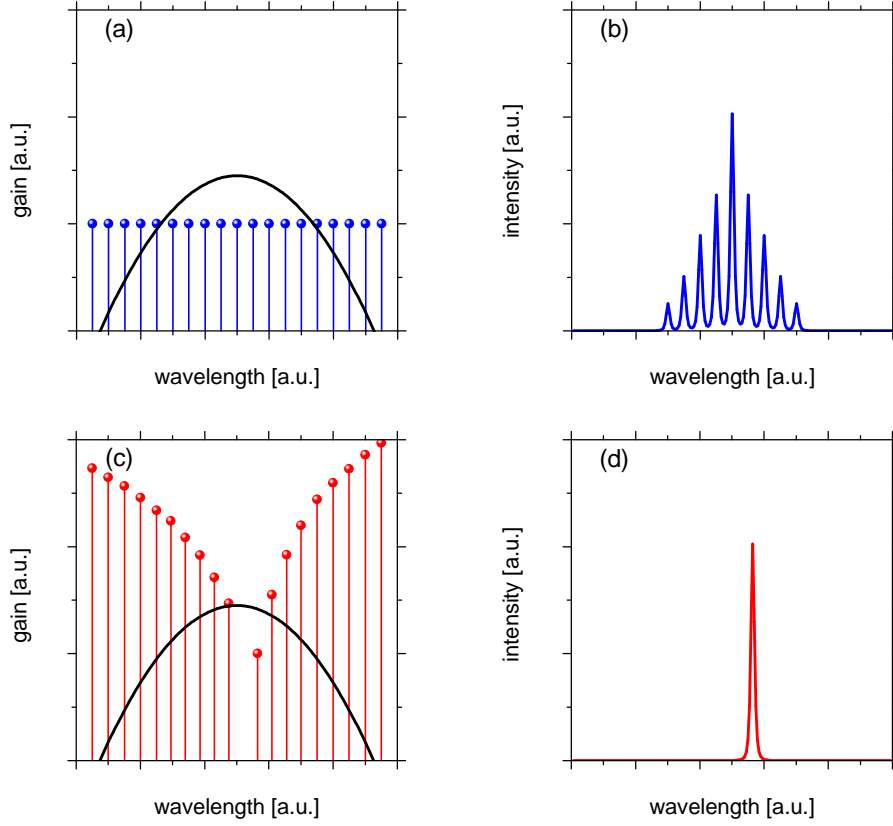 (a)
gain [a.u.]
wavelength [a.u.]
(b)
intensity [a.u.]
wavelength [a.u.]
(c)
gain [a.u.]
wavelength [a.u.]
(d)
intensity [a.u.]
wavelength [a.u.]